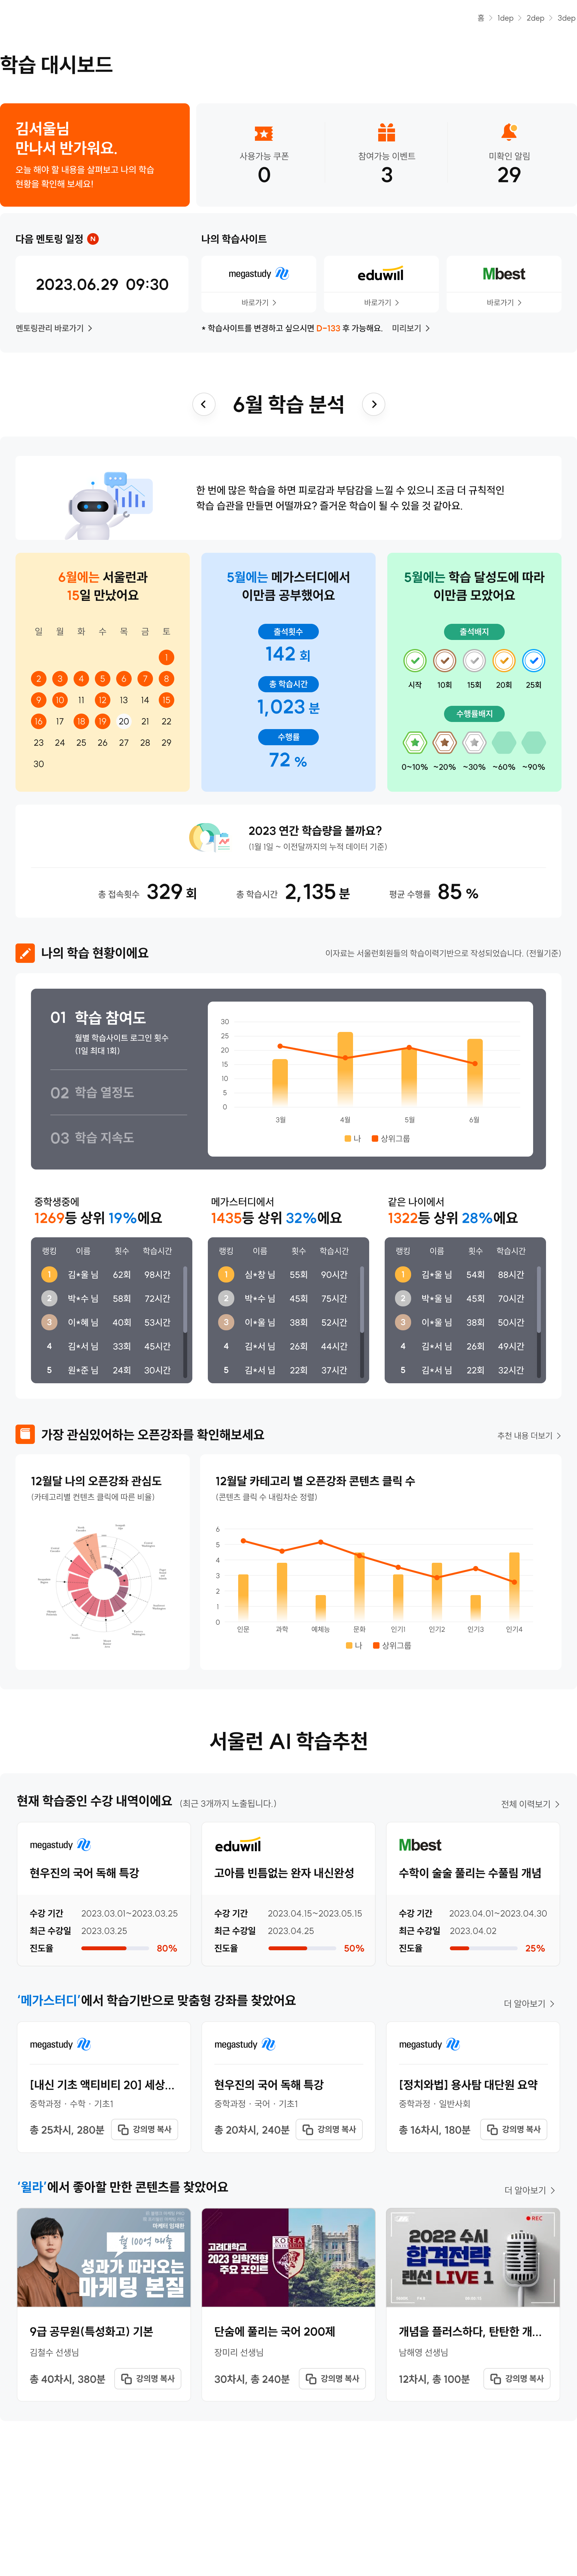 홈 > 1dep > 2dep > 3dep
학습 대시보드
김서울님
만나서 반가워요.
오늘 해야 할 내용을 살펴보고 나의 학습
현황을 확인해 보세요!
사용가능 쿠폰
0
참여가능 이벤트
3
미확인 알림
29
다음 멘토링 일정 N
2023.06.29 09:30
멘토링관리 바로가기 >
나의 학습사이트
megastudy
바로가기 >
eduwill
바로가기 >
Mbest
바로가기 >
* 학습사이트를 변경하고 싶으시면 D-133 후 가능해요. 미리보기 >
6월 학습 분석
한 번에 많은 학습을 하면 피로감과 부담감을 느낄 수 있으니 조금 더 규칙적인
학습 습관을 만들면 어떨까요? 즐거운 학습이 될 수 있을 것 같아요.
6월에는 서울런과
15일 만났어요
일 월 화 수 목 금 토
1
2 3 4 5 6 7 8
9 10 11 12 13 14 15
16 17 18 19 20 21 22
23 24 25 26 27 28 29
30
5월에는 메가스터디에서
이만큼 공부했어요
출석횟수
142 회
총 학습시간
1,023 분
수행률
72 %
5월에는 학습 달성도에 따라
이만큼 모았어요
출석배지
시작 10회 15회 20회 25회
수행률배지
0~10% ~20% ~30% ~60% ~90%
2023 연간 학습량을 볼까요?
(1월 1일 ~ 이전달까지의 누적 데이터 기준)
총 접속횟수 329 회
총 학습시간 2,135 분
평균 수행률 85 %
나의 학습 현황이에요
이자료는 서울런회원들의 학습이력기반으로 작성되었습니다. (전월기준)
01 학습 참여도
월별 학습사이트 로그인 횟수
(1일 최대 1회)
02 학습 열정도
03 학습 지속도
30
25
20
15
10
5
0
3월 4월 5월 6월
나 상위그룹
중학생중에
1269등 상위 19%에요
랭킹 이름 횟수 학습시간
1 김*울 님 62회 98시간
2 박*수 님 58회 72시간
3 이*혜 님 40회 53시간
4 김*서 님 33회 45시간
5 원*준 님 24회 30시간
메가스터디에서
1435등 상위 32%에요
랭킹 이름 횟수 학습시간
1 심*창 님 55회 90시간
2 박*수 님 45회 75시간
3 이*울 님 38회 52시간
4 김*서 님 26회 44시간
5 김*서 님 22회 37시간
같은 나이에서
1322등 상위 28%에요
랭킹 이름 횟수 학습시간
1 김*울 님 54회 88시간
2 박*울 님 45회 70시간
3 이*울 님 38회 50시간
4 김*서 님 26회 49시간
5 김*서 님 22회 32시간
가장 관심있어하는 오픈강좌를 확인해보세요
추천 내용 더보기 >
12월달 나의 오픈강좌 관심도
(카테고리별 컨텐츠 클릭에 따른 비율)
12월달 카테고리 별 오픈강좌 콘텐츠 클릭 수
(콘텐츠 클릭 수 내림차순 정렬)
6
5
4
3
2
1
0
인문 과학 예체능 문화 인기1 인기2 인기3 인기4
나 상위그룹
서울런 AI 학습추천
현재 학습중인 수강 내역이에요 (최근 3개까지 노출됩니다.)
전체 이력보기 >
megastudy
현우진의 국어 독해 특강
수강 기간 2023.03.01~2023.03.25
최근 수강일 2023.03.25
진도율 80%
eduwill
고아름 빈틈없는 완자 내신완성
수강 기간 2023.04.15~2023.05.15
최근 수강일 2023.04.25
진도율 50%
Mbest
수학이 술술 풀리는 수풀림 개념
수강 기간 2023.04.01~2023.04.30
최근 수강일 2023.04.02
진도율 25%
‘메가스터디’에서 학습기반으로 맞춤형 강좌를 찾았어요
더 알아보기 >
megastudy
[내신 기초 액티비티 20] 세상...
중학과정 · 수학 · 기초1
총 25차시, 280분 강의명 복사
megastudy
현우진의 국어 독해 특강
중학과정 · 국어 · 기초1
총 20차시, 240분 강의명 복사
megastudy
[정치와법] 용사탐 대단원 요약
중학과정 · 일반사회
총 16차시, 180분 강의명 복사
‘윌라’에서 좋아할 만한 콘텐츠를 찾았어요
더 알아보기 >
월 100억 매출
성과가 따라오는
마케팅 본질
9급 공무원(특성화고) 기본
김철수 선생님
총 40차시, 380분 강의명 복사
고려대학교
2023 입학전형
주요 포인트
KOREA
단숨에 풀리는 국어 200제
장미리 선생님
30차시, 총 240분 강의명 복사
REC
2022 수시
합격전략
랜선 LIVE 1
개념을 플러스하다, 탄탄한 개...
남해영 선생님
12차시, 총 100분 강의명 복사